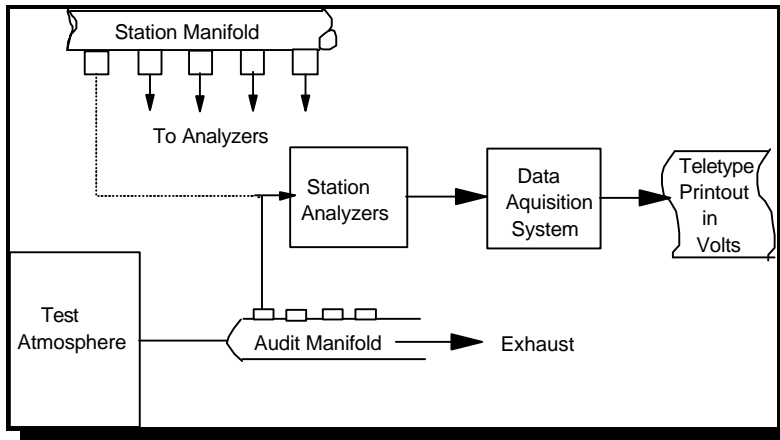 Station Manifold
To Analyzers
Station
Analyzers
Data
Aquisition
System
Teletype
Printout
in
Volts
Test
Atmosphere
Audit Manifold
Exhaust